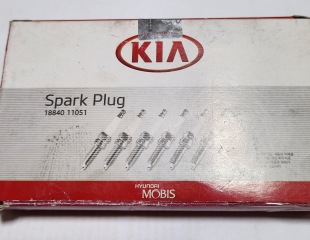 KIA
Spark Plug
18840 11051
HYUNDAI
MOBIS